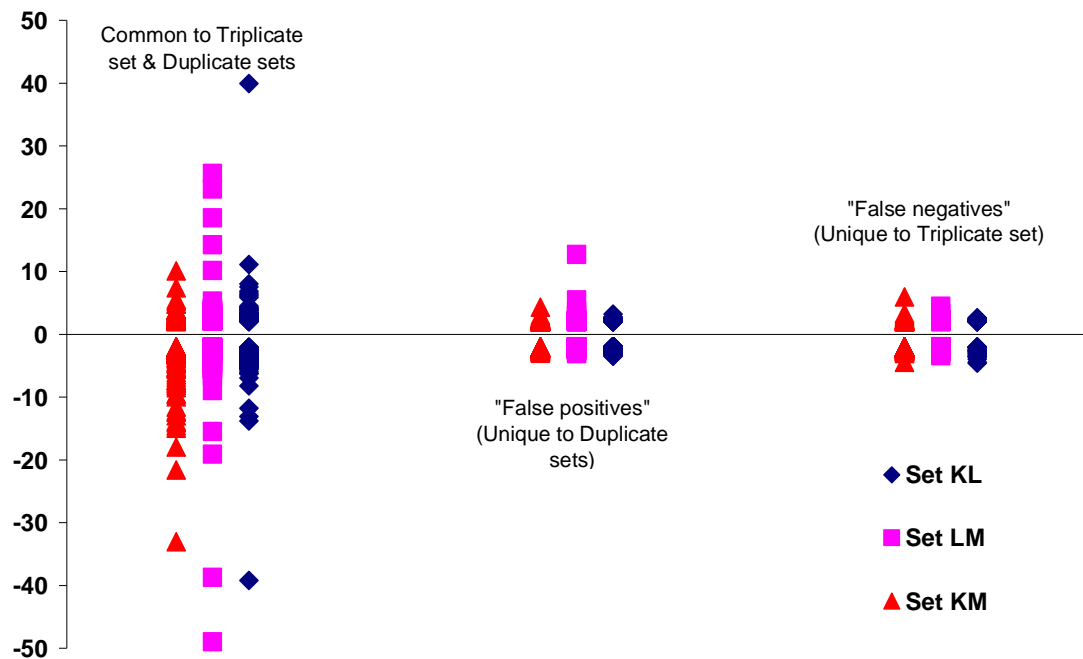 50
40
30
20
10
0
-10
-20
-30
-40
-50
Common to Triplicate
set & Duplicate sets
"False positives"
(Unique to Duplicate
sets)
"False negatives"
(Unique to Triplicate set)
Set KL
Set LM
Set KM